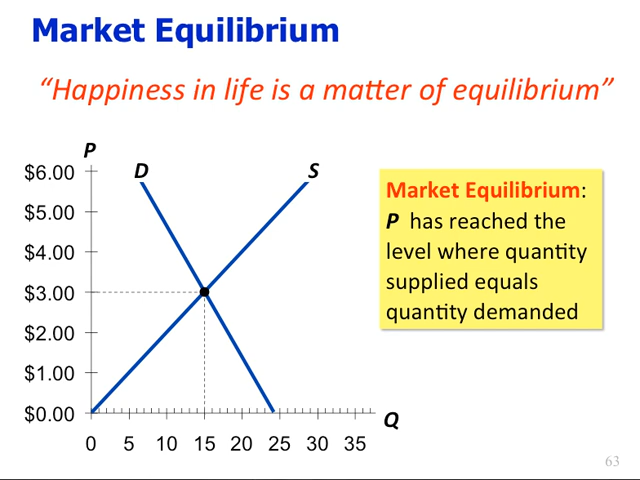 Market Equilibrium
“Happiness in life is a matter of equilibrium”
P
$6.00
$5.00
$4.00
$3.00
$2.00
$1.00
$0.00
D
S
0 5 10 15 20 25 30 35
Q
Market Equilibrium:
P has reached the
level where quantity
supplied equals
quantity demanded
63